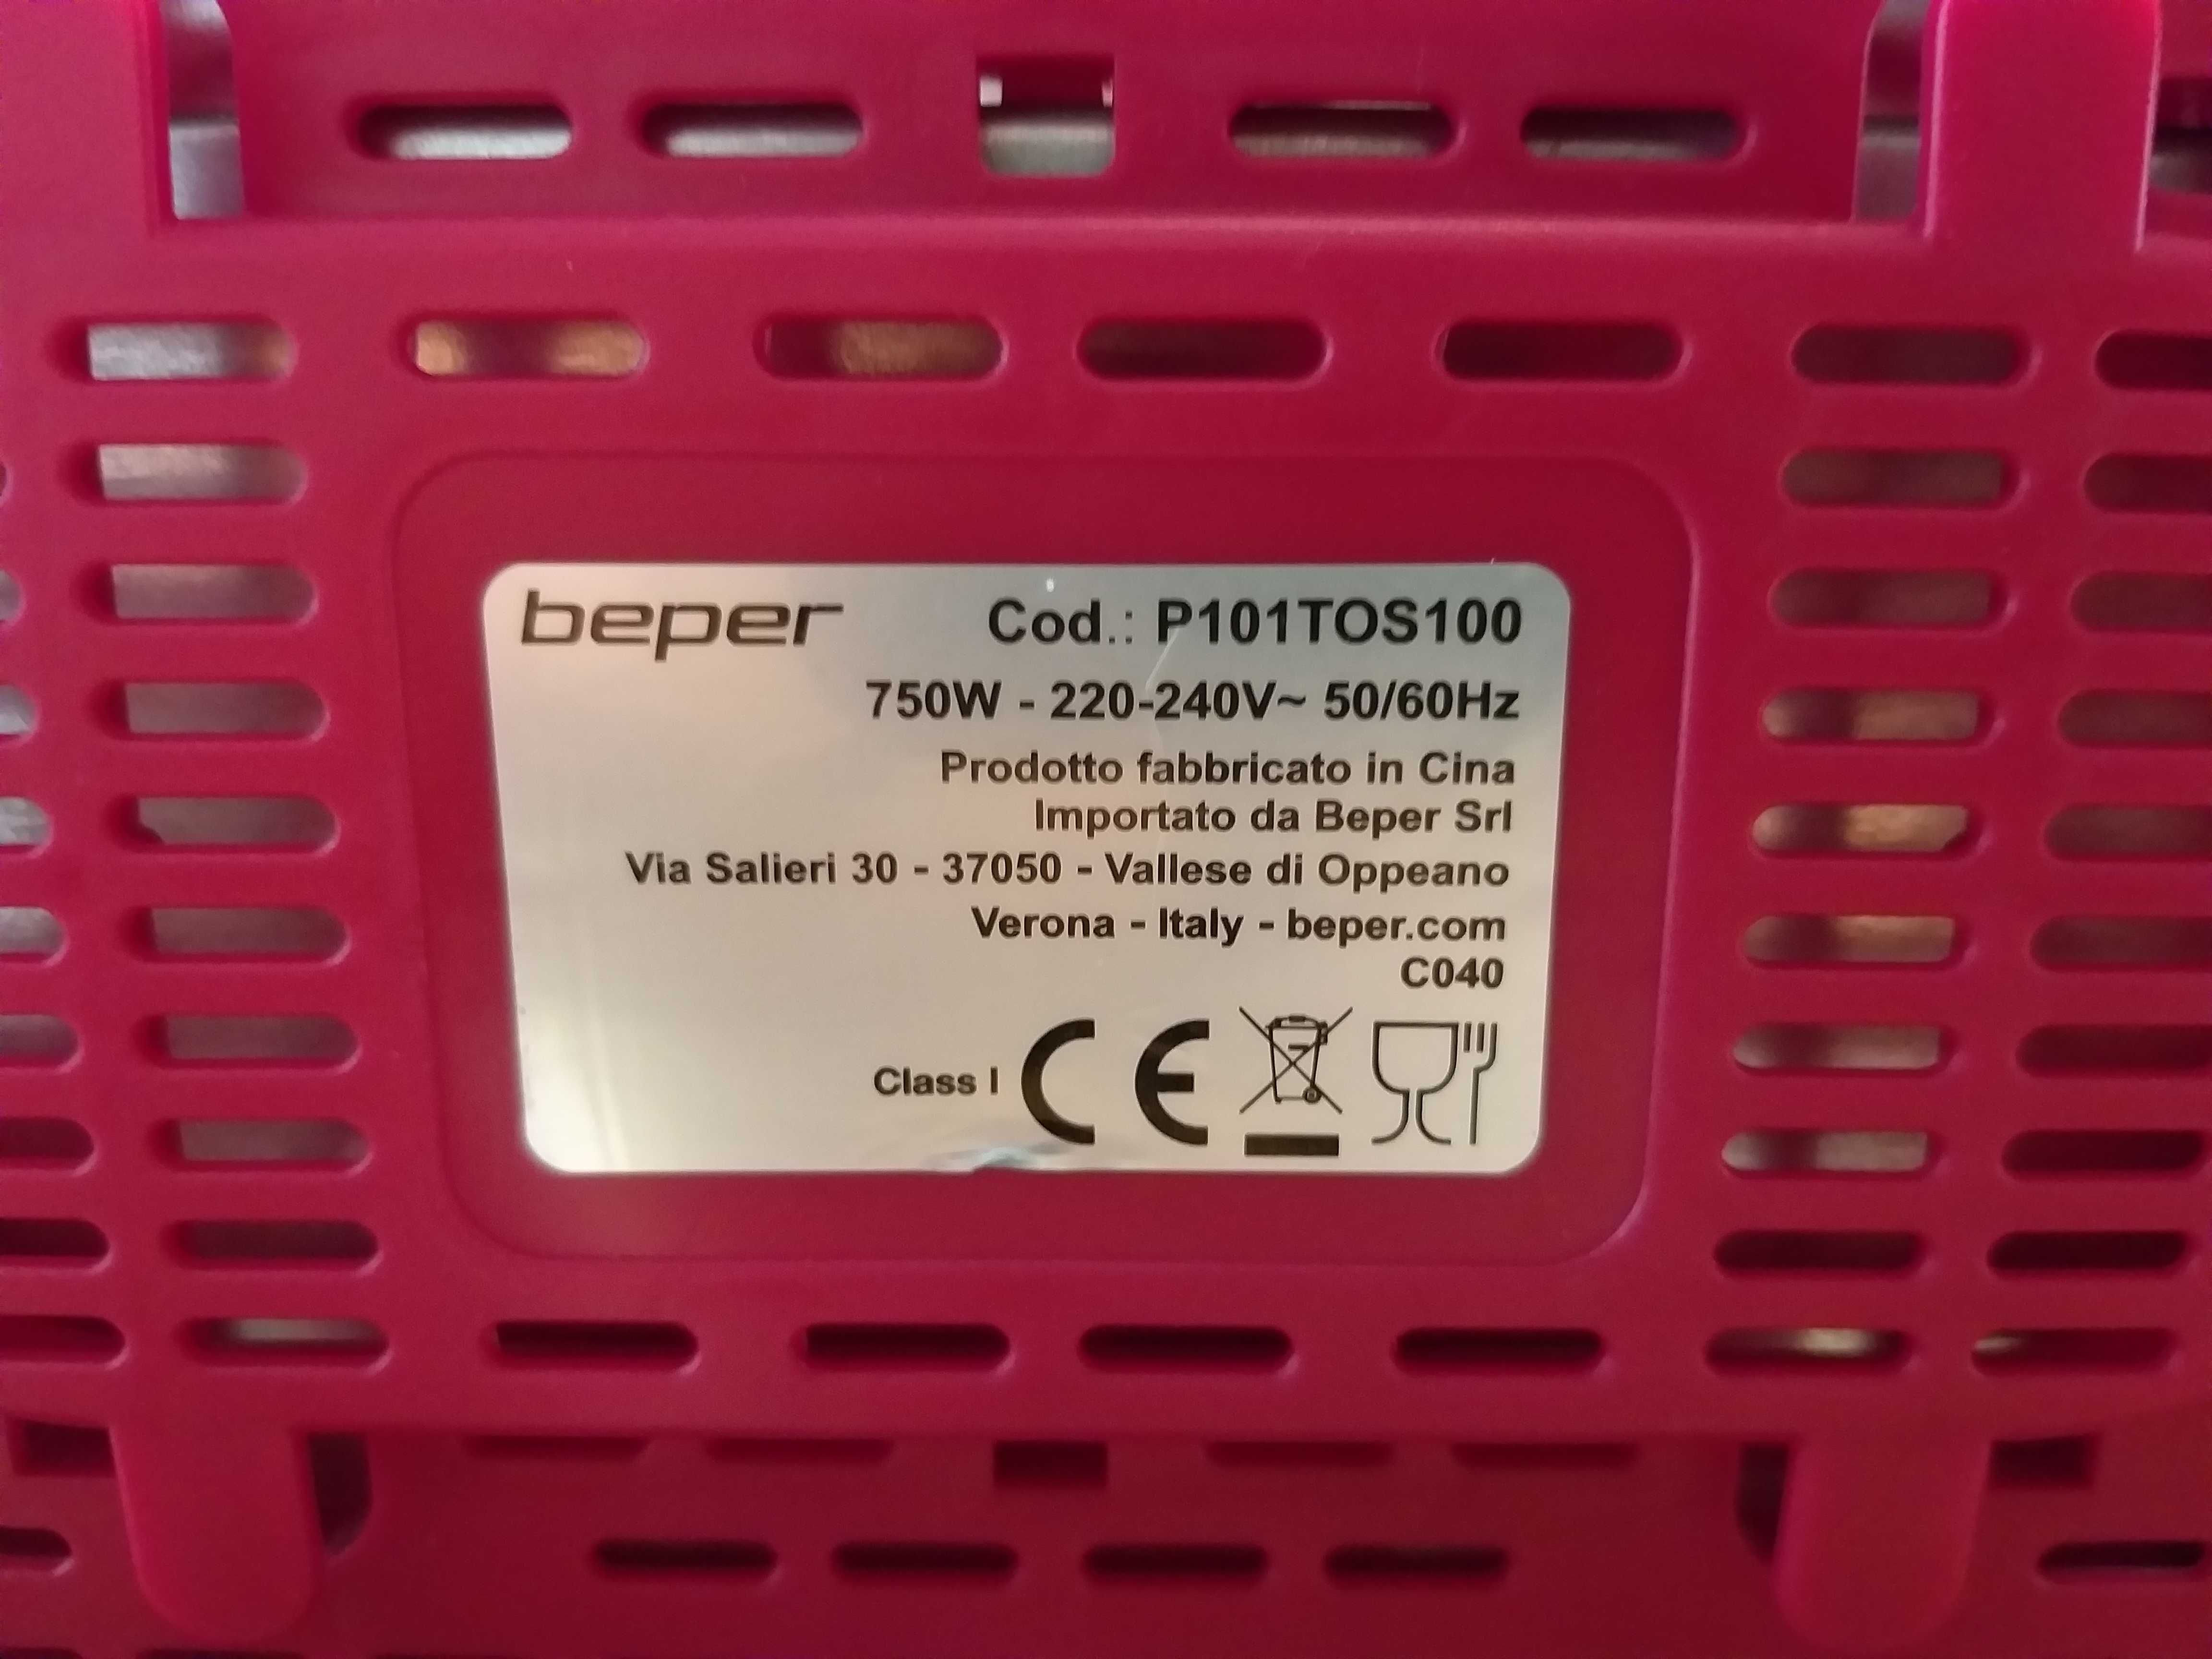 beper Cod.: P101TOS100
750W - 220-240V~ 50/60Hz
Prodotto fabbricato in Cina
Importato da Beper Srl
Via Salieri 30 - 37050 - Vallese di Oppeano
Verona - Italy - beper.com
C040
Class I CE